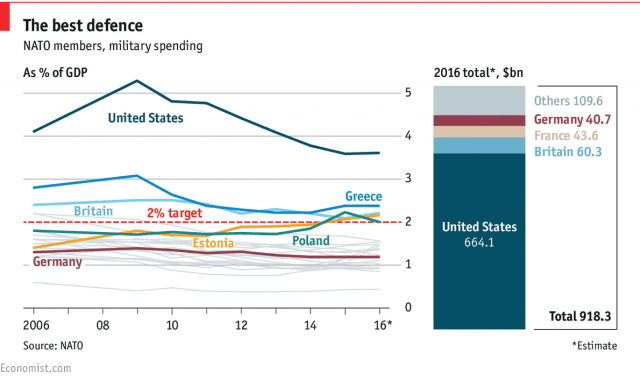 The best defence
NATO members, military spending
As % of GDP
5
4
3
2
1
0
United States
Greece
Britain
2% target
Estonia
Poland
Germany
2006
08
10
12
14
16*
Source: NATO
2016 total*, $bn
Others 109.6
Germany 40.7
France 43.6
Britain 60.3
United States
664.1
Total 918.3
*Estimate
Economist.com